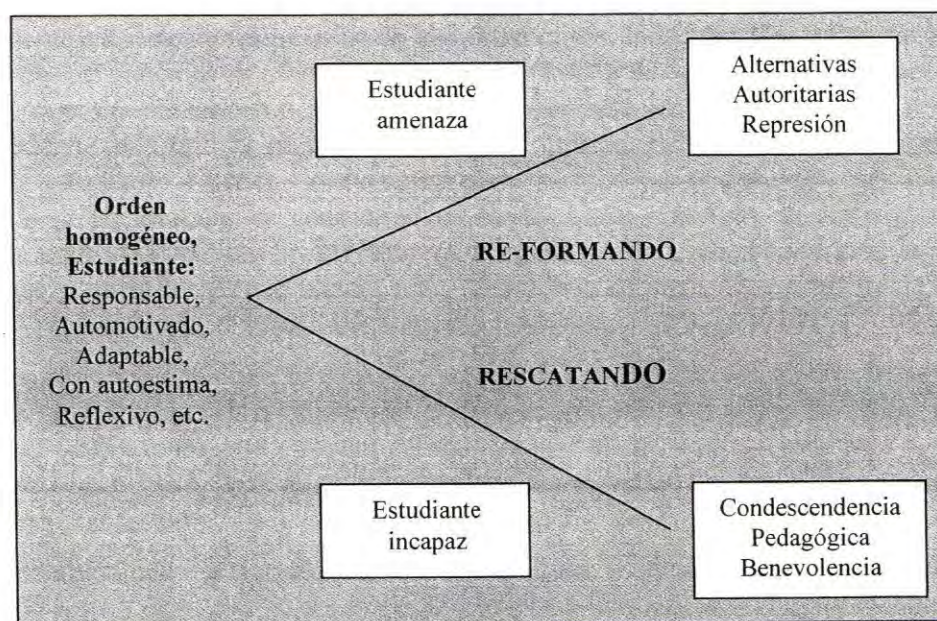 Estudiante
amenaza
Alternativas
Autoritarias
Represión
Orden
homogéneo,
Estudiante:
Responsable,
Automotivado,
Adaptable,
Con autoestima,
Reflexivo, etc.
RE-FORMANDO
RESCATANDO
Estudiante
incapaz
Condescendencia
Pedagógica
Benevolencia